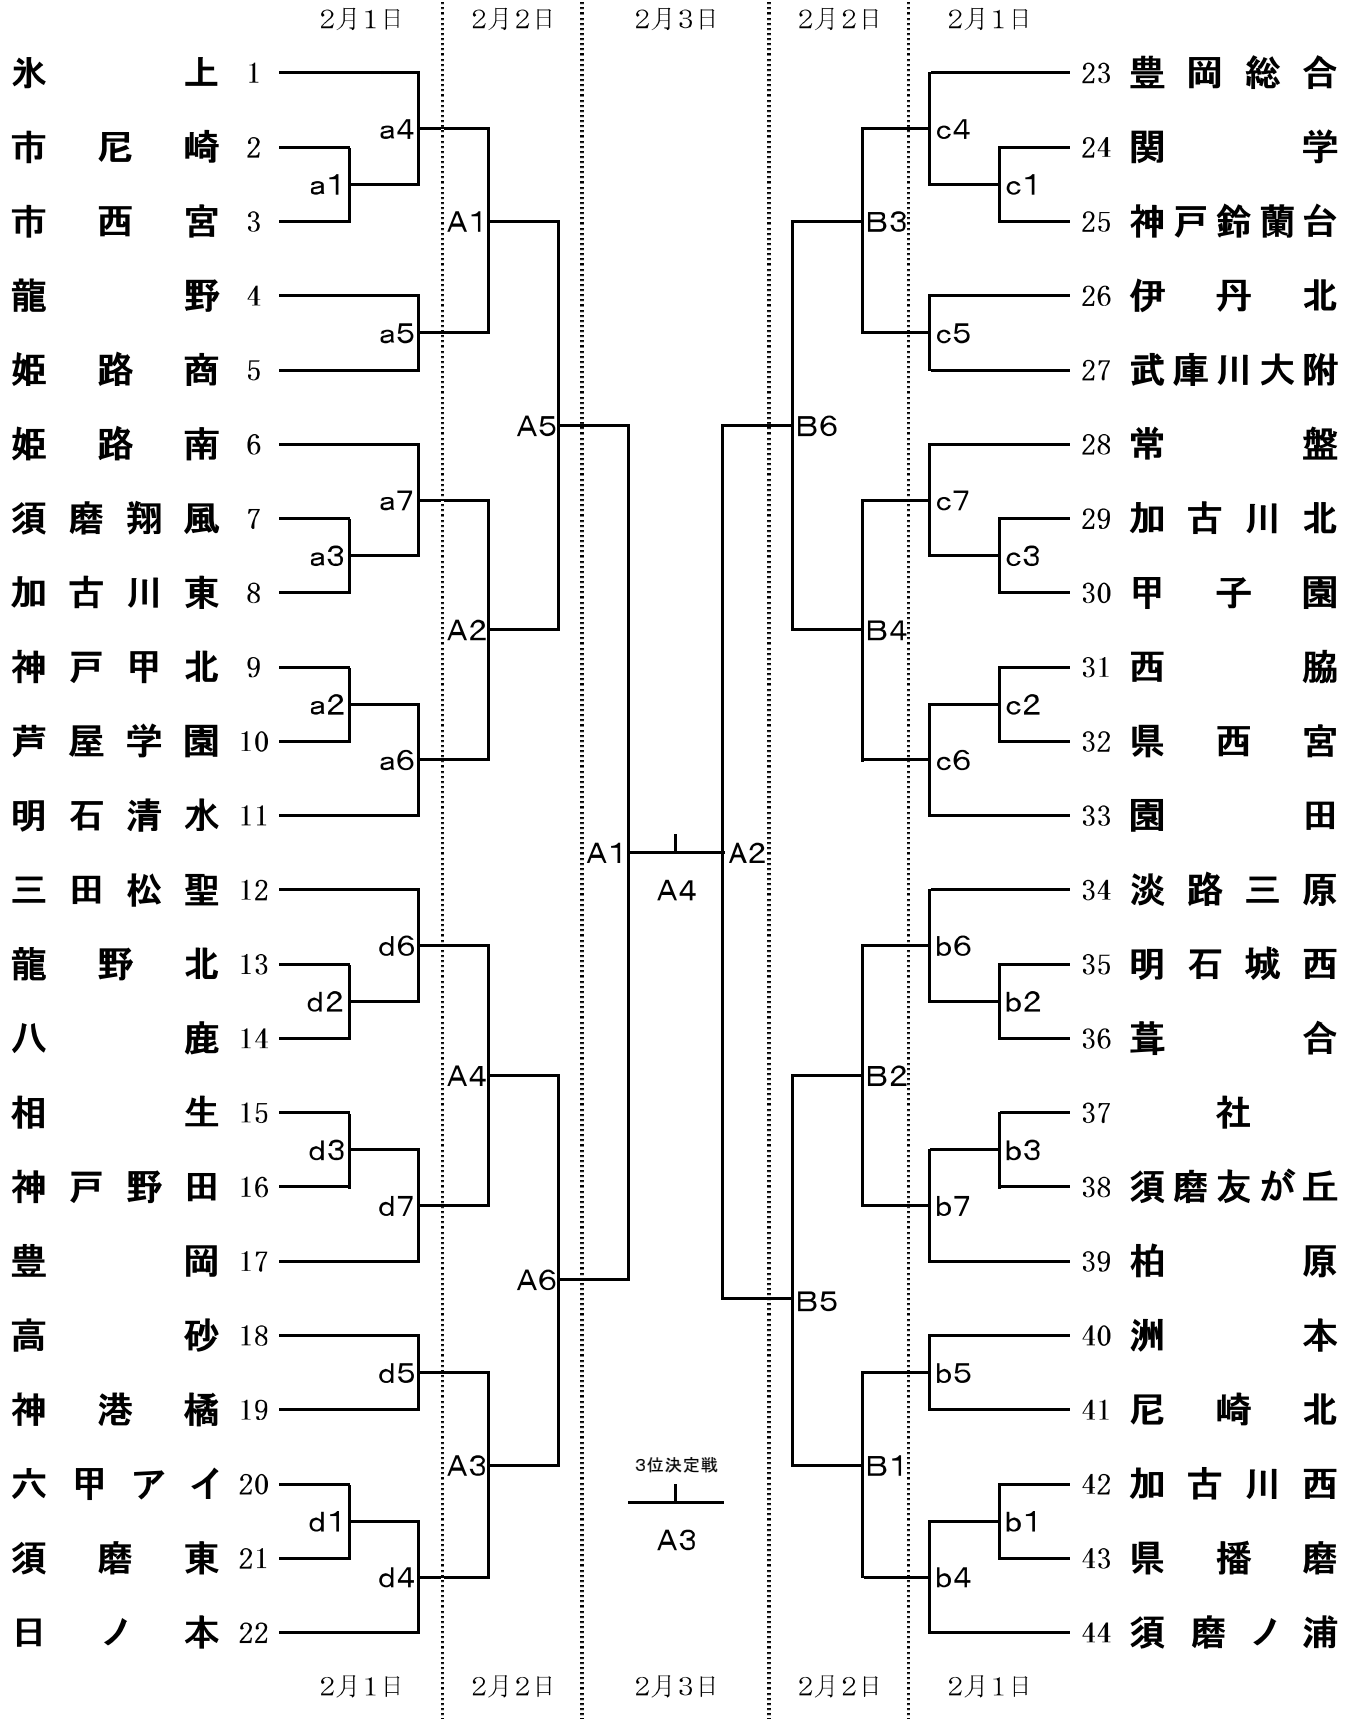 2月1日 2月2日 2月3日 2月2日 2月1日
氷上 1
a4
市尼崎 2
a1
市西宮 3
A1
龍野 4
a5
姫路商 5
A5
姫路南 6
a7
須磨翔風 7
a3
加古川東 8
A2
神戸甲北 9
a2
芦屋学園 10
a6
明石清水 11
A1
三田松聖 12
d6
龍野北 13
d2
八鹿 14
A4
相生 15
d3
神戸野田 16
d7
豊岡 17
A6
高砂 18
d5
神港橘 19
A3
六甲アイ 20
d1
須磨東 21
d4
日ノ本 22
A4
3位決定戦
A3
23 豊岡総合
c4
24 関学
c1
25 神戸鈴蘭台
B3
26 伊丹北
c5
27 武庫川大附
B6
28 常盤
c7
29 加古川北
c3
30 甲子園
B4
31 西脇
c2
32 県西宮
c6
33 園田
A2
34 淡路三原
b6
35 明石城西
b2
36 葺合
B2
37 社
b3
38 須磨友が丘
b7
39 柏原
B5
40 洲本
b5
41 尼崎北
B1
42 加古川西
b1
43 県播磨
b4
44 須磨ノ浦
2月1日 2月2日 2月3日 2月2日 2月1日